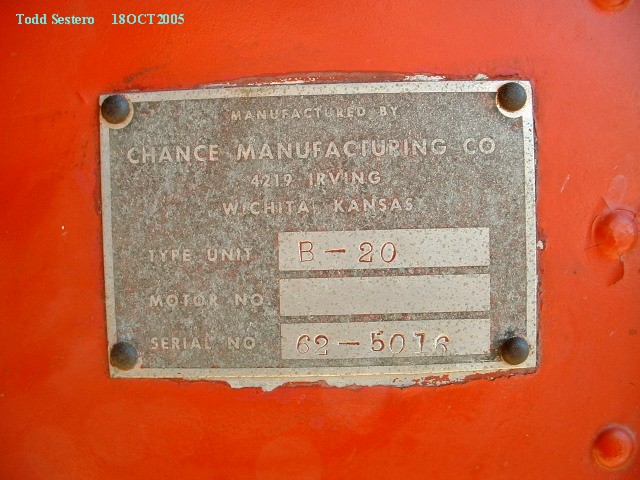 Todd Sestero 18OCT2005
MANUFACTURED BY
CHANCE MANUFACTURING CO
4219 IRVING
WICHITA, KANSAS
TYPE UNIT B-20
MOTOR NO
SERIAL NO 62-5016